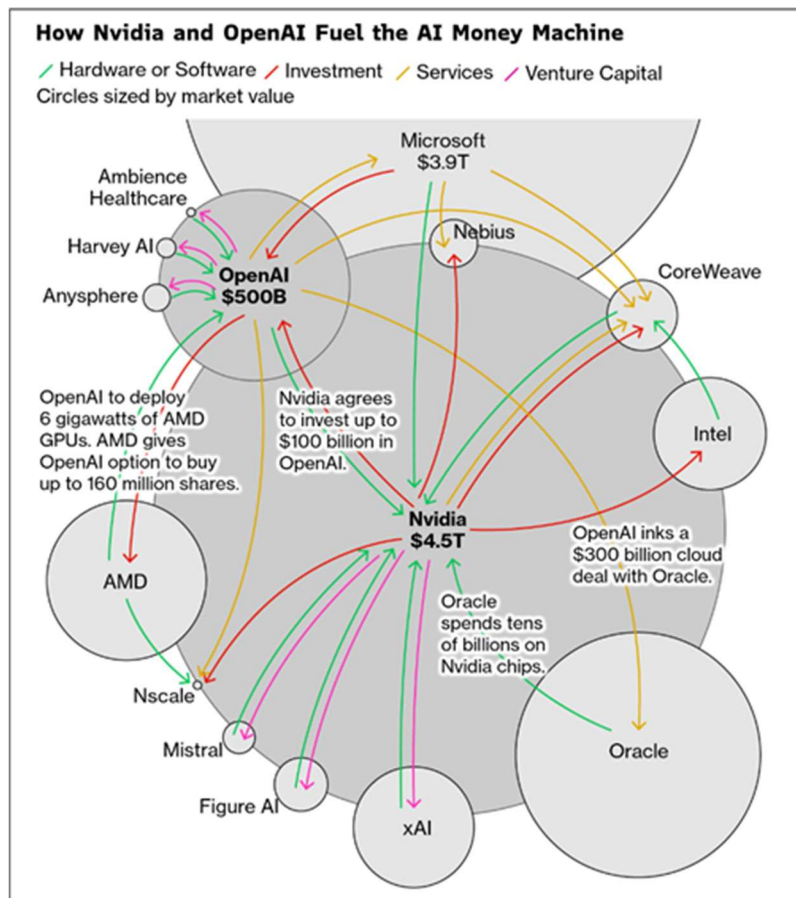 How Nvidia and OpenAI Fuel the AI Money Machine
Hardware or Software Investment Services Venture Capital
Circles sized by market value
Microsoft
$3.9T
Ambience
Healthcare
Harvey AI
Nebius
OpenAI
$500B
CoreWeave
Anysphere
OpenAI to deploy
6 gigawatts of AMD
GPUs. AMD gives
OpenAI option to buy
up to 160 million shares.
Nvidia agrees
to invest up to
$100 billion in
OpenAI.
Intel
Nvidia
$4.5T
OpenAI inks a
$300 billion cloud
deal with Oracle.
AMD
Oracle
spends tens
of billions on
Nvidia chips.
Nscale
Mistral
Oracle
Figure AI
xAI